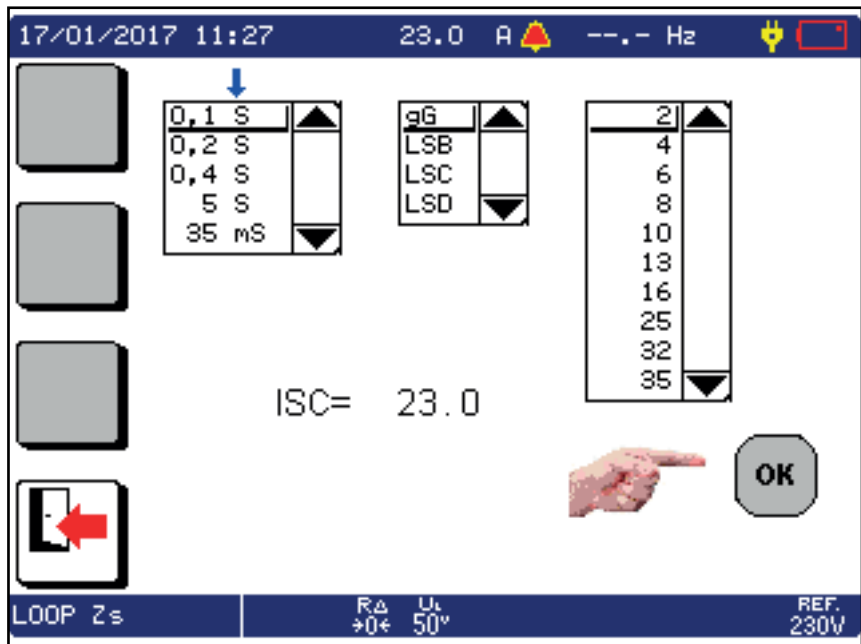 17/01/2017 11:27 23.0 A --.- Hz
0,1 S
0,2 S
0,4 S
5 S
35 mS
gG
LSB
LSC
LSD
2
4
6
8
10
13
16
25
32
35
ISC= 23.0
OK
LOOP Zs
RΔ
→0←
UL
50V
REF.
230V